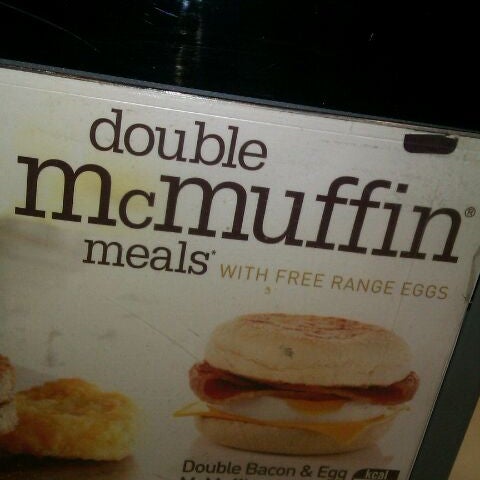 double
mcmuffin®
meals*
WITH FREE RANGE EGGS
Double Bacon & Egg
kcal